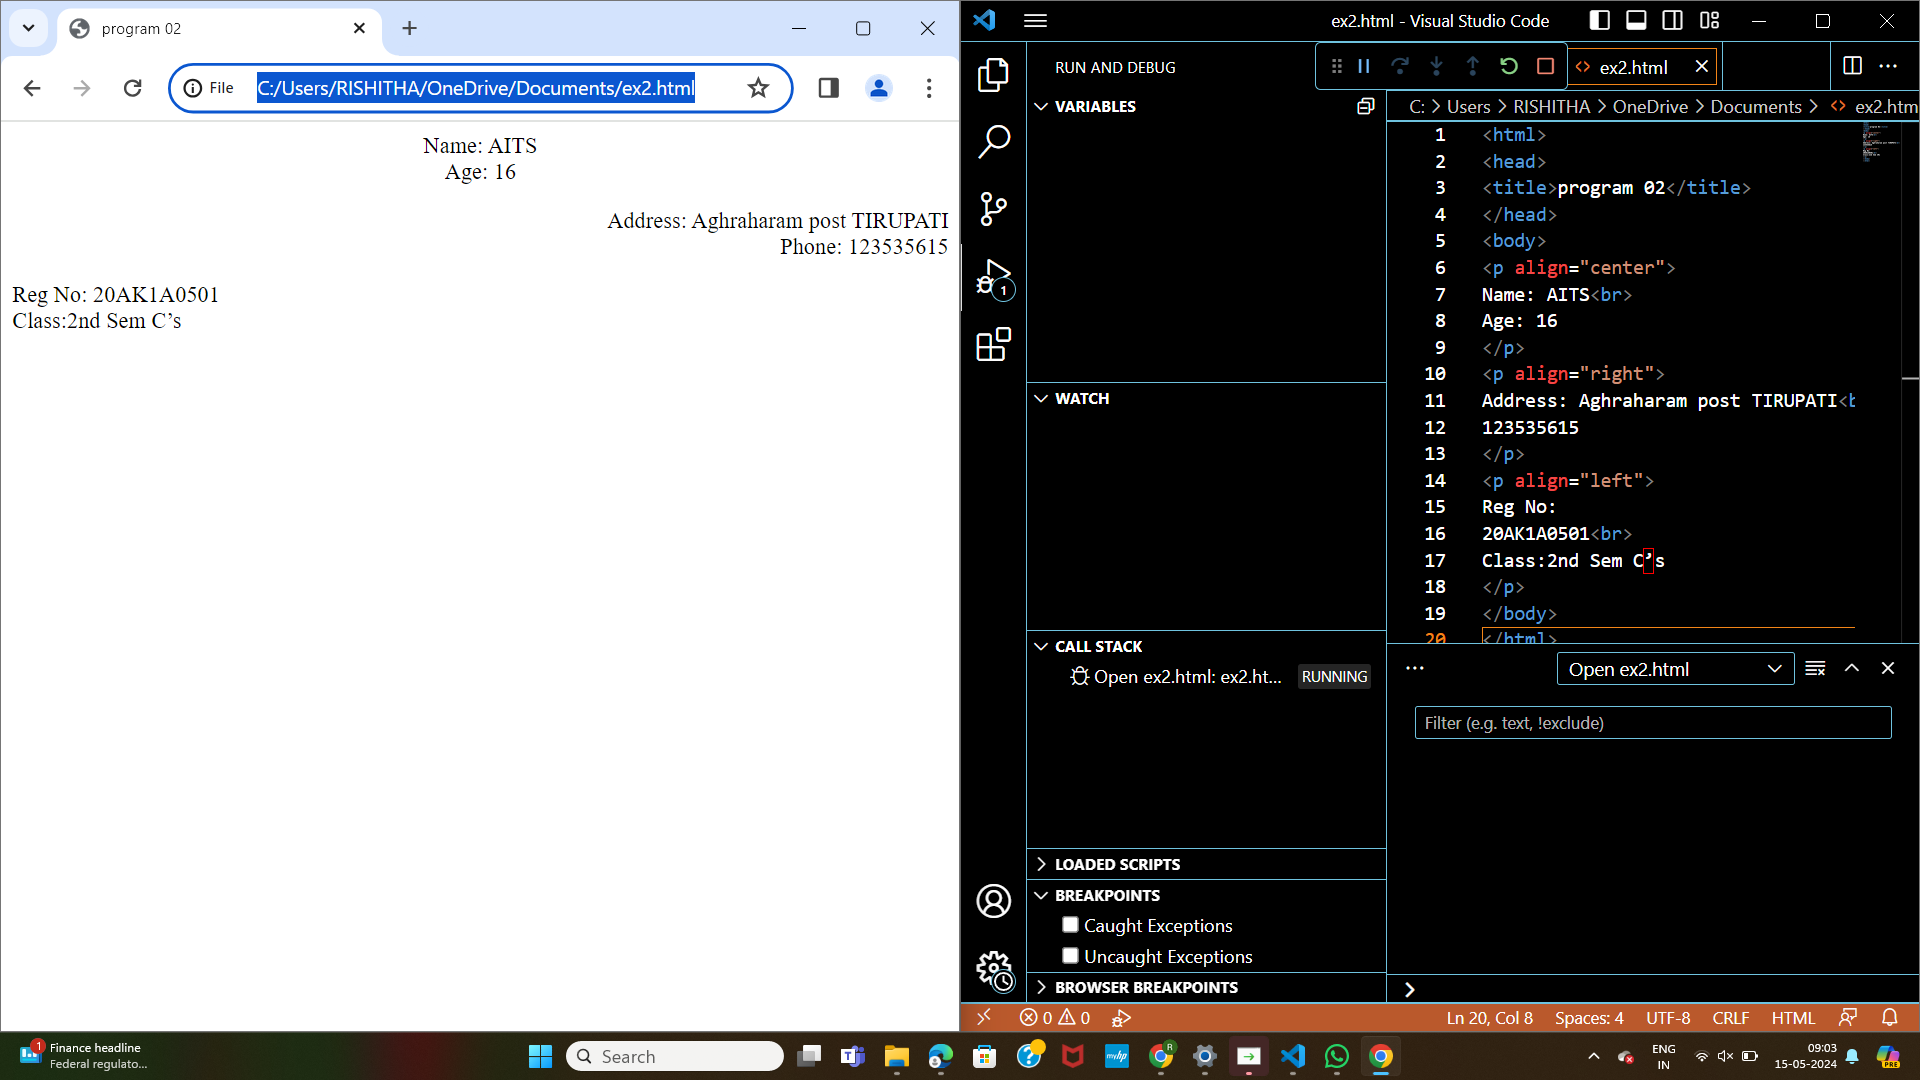 program 02
File
C:/Users/RISHITHA/OneDrive/Documents/ex2.html
Name: AITS
Age: 16
Address: Aghraharam post TIRUPATI
Phone: 123535615
Reg No: 20AK1A0501
Class:2nd Sem C’s
ex2.html - Visual Studio Code
RUN AND DEBUG
VARIABLES
WATCH
CALL STACK
Open ex2.html: ex2.ht...
RUNNING
LOADED SCRIPTS
BREAKPOINTS
Caught Exceptions
Uncaught Exceptions
BROWSER BREAKPOINTS
1
ex2.html
C: > Users > RISHITHA > OneDrive > Documents > ex2.htm
1 <html>
2 <head>
3 <title>program 02</title>
4 </head>
5 <body>
6 <p align="center">
7 Name: AITS<br>
8 Age: 16
9 </p>
10 <p align="right">
11 Address: Aghraharam post TIRUPATI<b
12 123535615
13 </p>
14 <p align="left">
15 Reg No:
16 20AK1A0501<br>
17 Class:2nd Sem C’s
18 </p>
19 </body>
20 </html>
Open ex2.html
Filter (e.g. text, !exclude)
0 0
Ln 20, Col 8
Spaces: 4
UTF-8
CRLF
HTML
1
Finance headline
Federal regulato...
Search
myhp
R
ENG
IN
09:03
15-05-2024
PRE